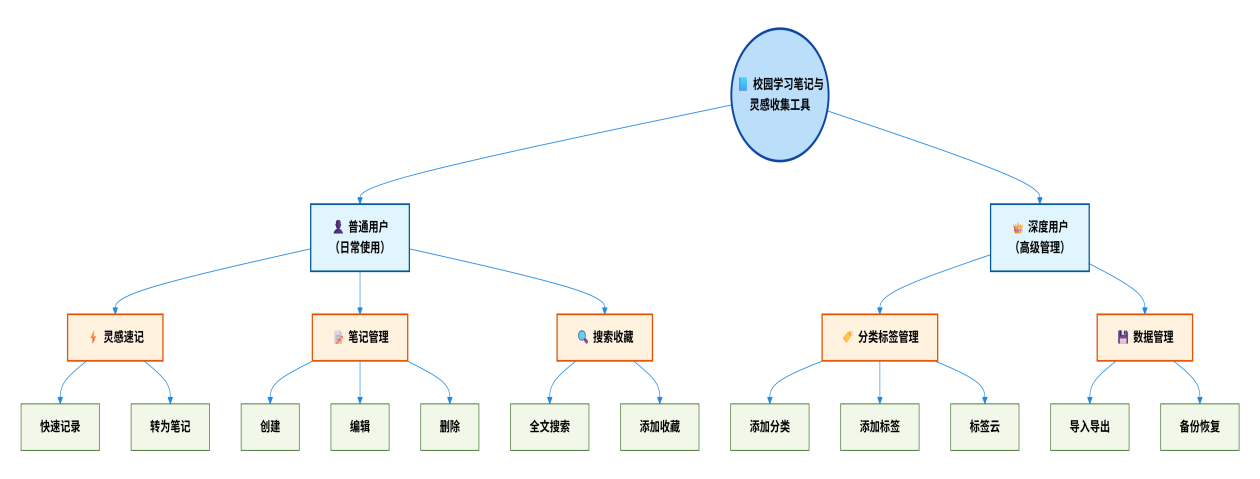 校园学习笔记与
灵感收集工具
普通用户
（日常使用）
深度用户
（高级管理）
灵感速记
笔记管理
搜索收藏
分类标签管理
数据管理
快速记录
转为笔记
创建
编辑
删除
全文搜索
添加收藏
添加分类
添加标签
标签云
导入导出
备份恢复